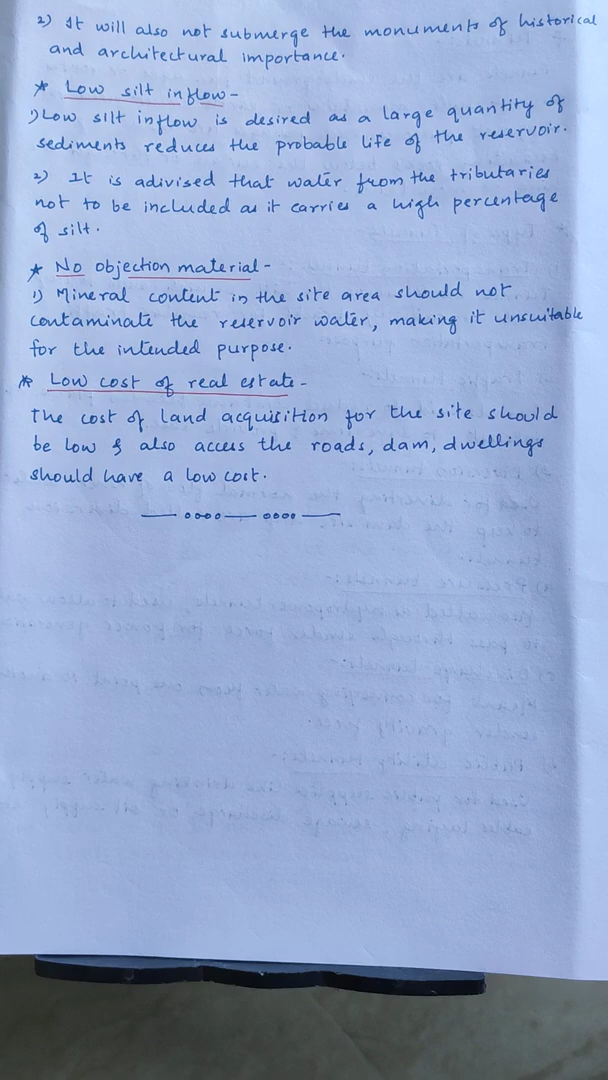 2) It will also not submerge the monuments of historical
and architectural importance.
* Low silt inflow -
1) Low silt inflow is desired as a large quantity of
sediments reduces the probable life of the reservoir.
2) It is adivised that water from the tributaries
not to be included as it carries a high percentage
of silt.
* No objection material -
1) Mineral content in the site area should not
contaminate the reservoir water, making it unsuitable
for the intended purpose.
* Low cost of real estate -
The cost of land acquisition for the site should
be low & also access the roads, dam, dwellings
should have a low cost.